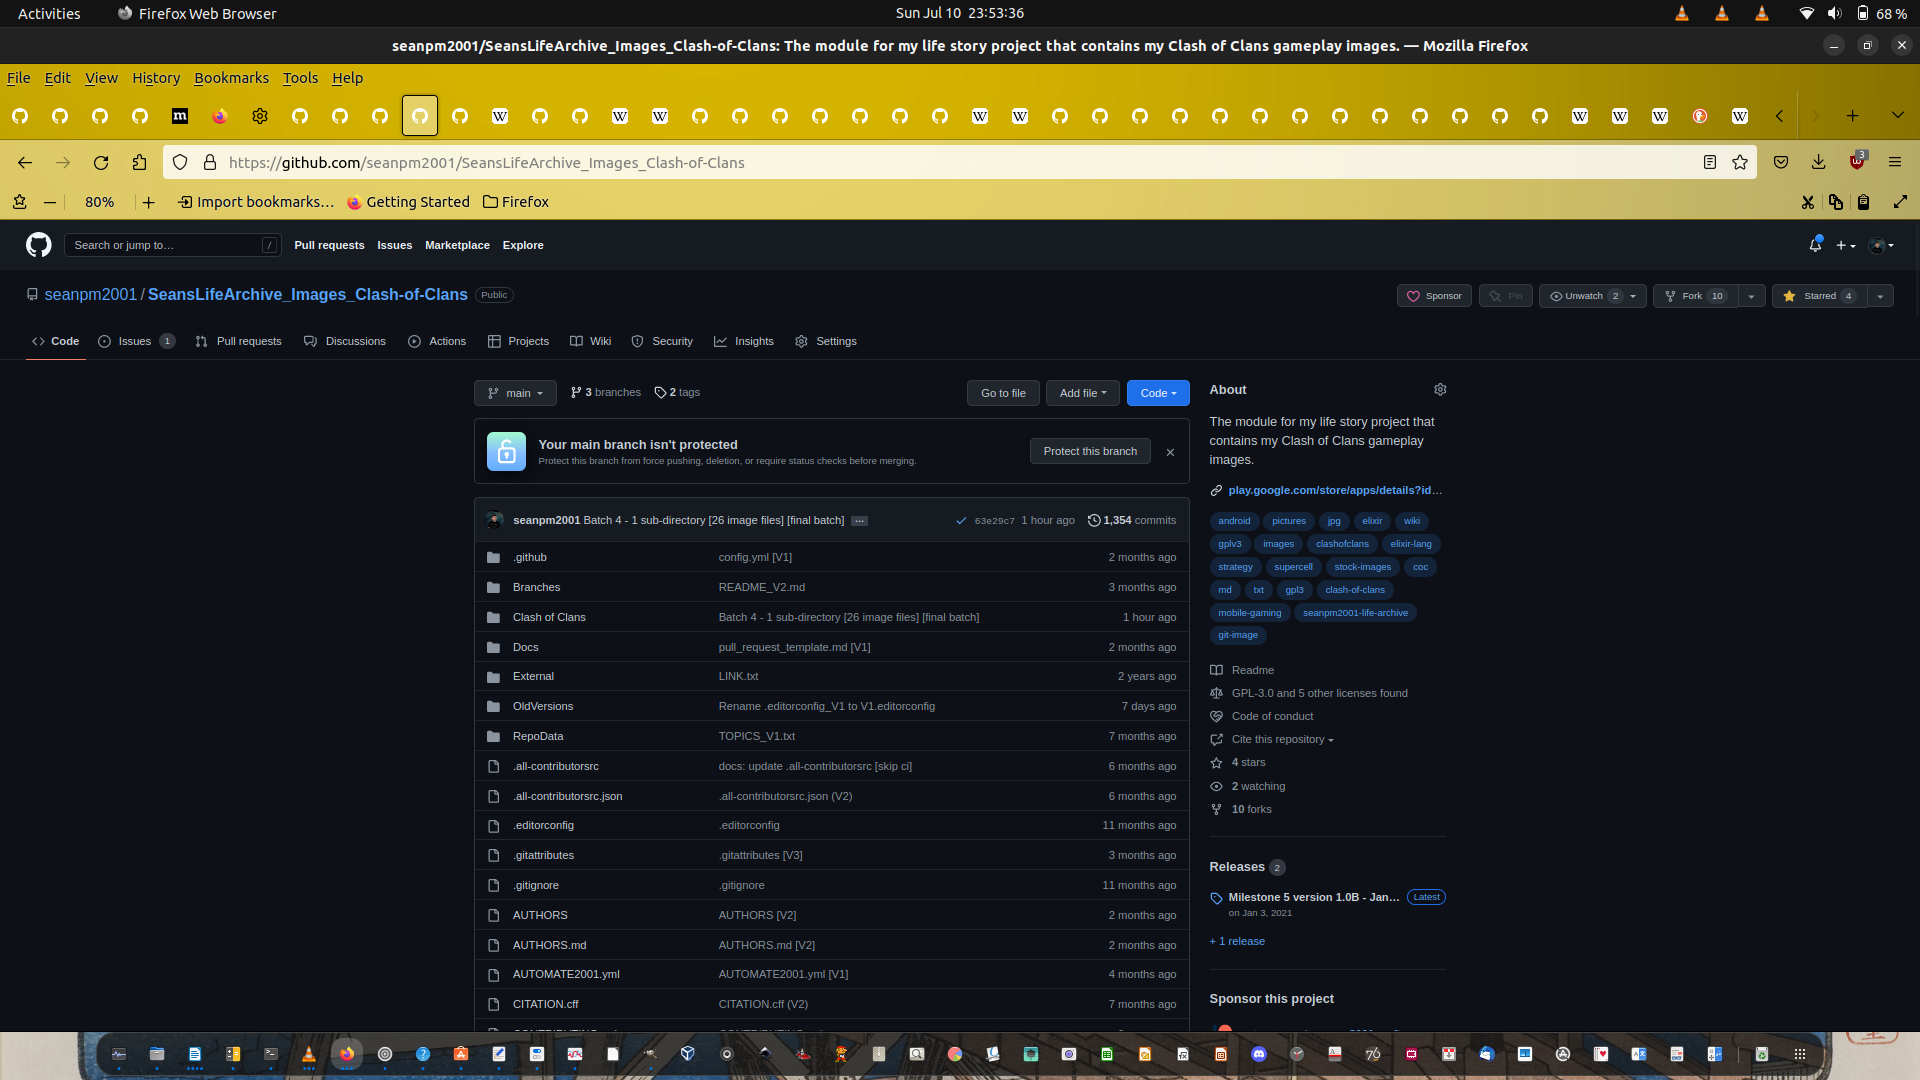 Activities Firefox Web Browser Sun Jul 10 23:53:36 68 %
seanpm2001/SeansLifeArchive_Images_Clash-of-Clans: The module for my life story project that contains my Clash of Clans gameplay images. — Mozilla Firefox
File Edit View History Bookmarks Tools Help
https://github.com/seanpm2001/SeansLifeArchive_Images_Clash-of-Clans 3
80% Import bookmarks… Getting Started Firefox
Search or jump to… / Pull requests Issues Marketplace Explore
seanpm2001 / SeansLifeArchive_Images_Clash-of-Clans Public Sponsor Pin Unwatch 2 Fork 10 Starred 4
Code Issues 1 Pull requests Discussions Actions Projects Wiki Security Insights Settings
main 3 branches 2 tags Go to file Add file Code
Your main branch isn't protected
Protect this branch from force pushing, deletion, or require status checks before merging.
Protect this branch
seanpm2001 Batch 4 - 1 sub-directory [26 image files] [final batch] … 63e29c7 1 hour ago 1,354 commits
.github config.yml [V1] 2 months ago
Branches README_V2.md 3 months ago
Clash of Clans Batch 4 - 1 sub-directory [26 image files] [final batch] 1 hour ago
Docs pull_request_template.md [V1] 2 months ago
External LINK.txt 2 years ago
OldVersions Rename .editorconfig_V1 to V1.editorconfig 7 days ago
RepoData TOPICS_V1.txt 7 months ago
.all-contributorsrc docs: update .all-contributorsrc [skip ci] 6 months ago
.all-contributorsrc.json .all-contributorsrc.json (V2) 6 months ago
.editorconfig .editorconfig 11 months ago
.gitattributes .gitattributes [V3] 3 months ago
.gitignore .gitignore 11 months ago
AUTHORS AUTHORS [V2] 2 months ago
AUTHORS.md AUTHORS.md [V2] 2 months ago
AUTOMATE2001.yml AUTOMATE2001.yml [V1] 4 months ago
CITATION.cff CITATION.cff (V2) 7 months ago
About
The module for my life story project that
contains my Clash of Clans gameplay
images.
play.google.com/store/apps/details?id…
android pictures jpg elixir wiki
gplv3 images clashofclans elixir-lang
strategy supercell stock-images coc
md txt gpl3 clash-of-clans
mobile-gaming seanpm2001-life-archive
git-image
Readme
GPL-3.0 and 5 other licenses found
Code of conduct
Cite this repository
4 stars
2 watching
10 forks
Releases 2
Milestone 5 version 1.0B - Jan… Latest
on Jan 3, 2021
+ 1 release
Sponsor this project